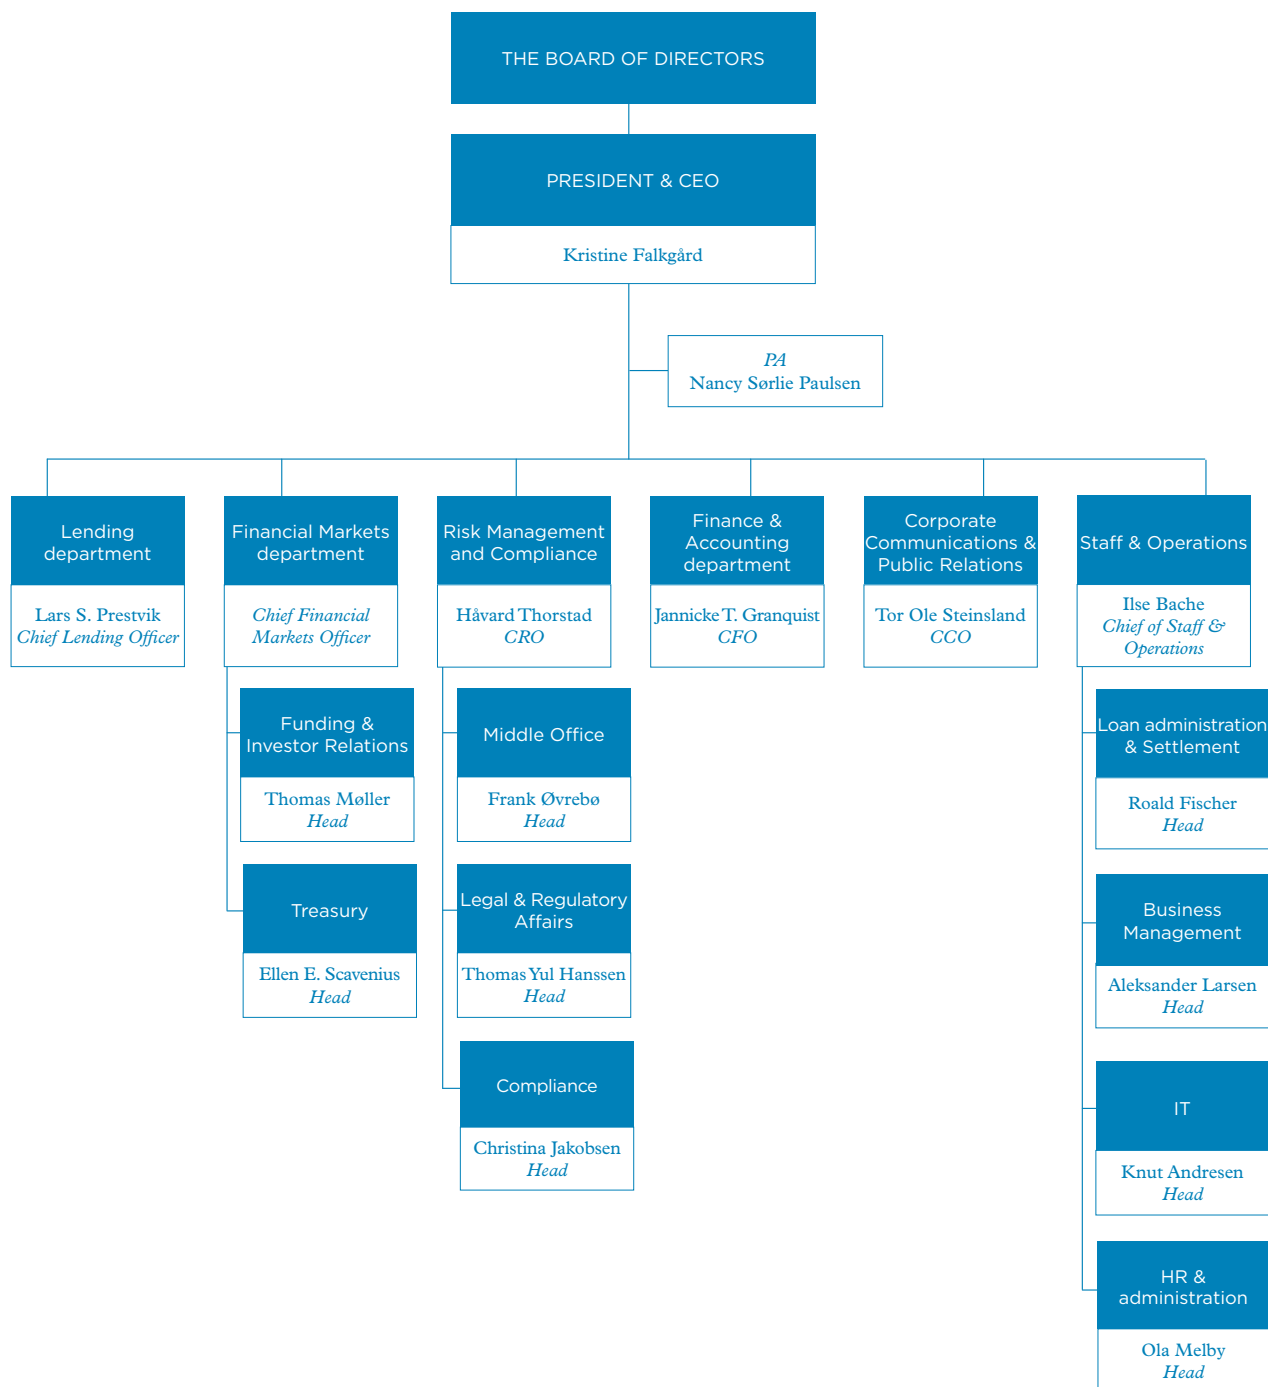 THE BOARD OF DIRECTORS
PRESIDENT & CEO
Kristine Falkgård
PA
Nancy Sørlie Paulsen
Lending
department
Lars S. Prestvik
Chief Lending Officer
Financial Markets
department
Chief Financial
Markets Officer
Risk Management
and Compliance
Håvard Thorstad
CRO
Finance &
Accounting
department
Jannicke T. Granquist
CFO
Corporate
Communications &
Public Relations
Tor Ole Steinsland
CCO
Staff & Operations
Ilse Bache
Chief of Staff &
Operations
Funding &
Investor Relations
Thomas Møller
Head
Treasury
Ellen E. Scavenius
Head
Middle Office
Frank Øvrebø
Head
Legal & Regulatory
Affairs
Thomas Yul Hanssen
Head
Compliance
Christina Jakobsen
Head
Loan administration
& Settlement
Roald Fischer
Head
Business
Management
Aleksander Larsen
Head
IT
Knut Andresen
Head
HR &
administration
Ola Melby
Head